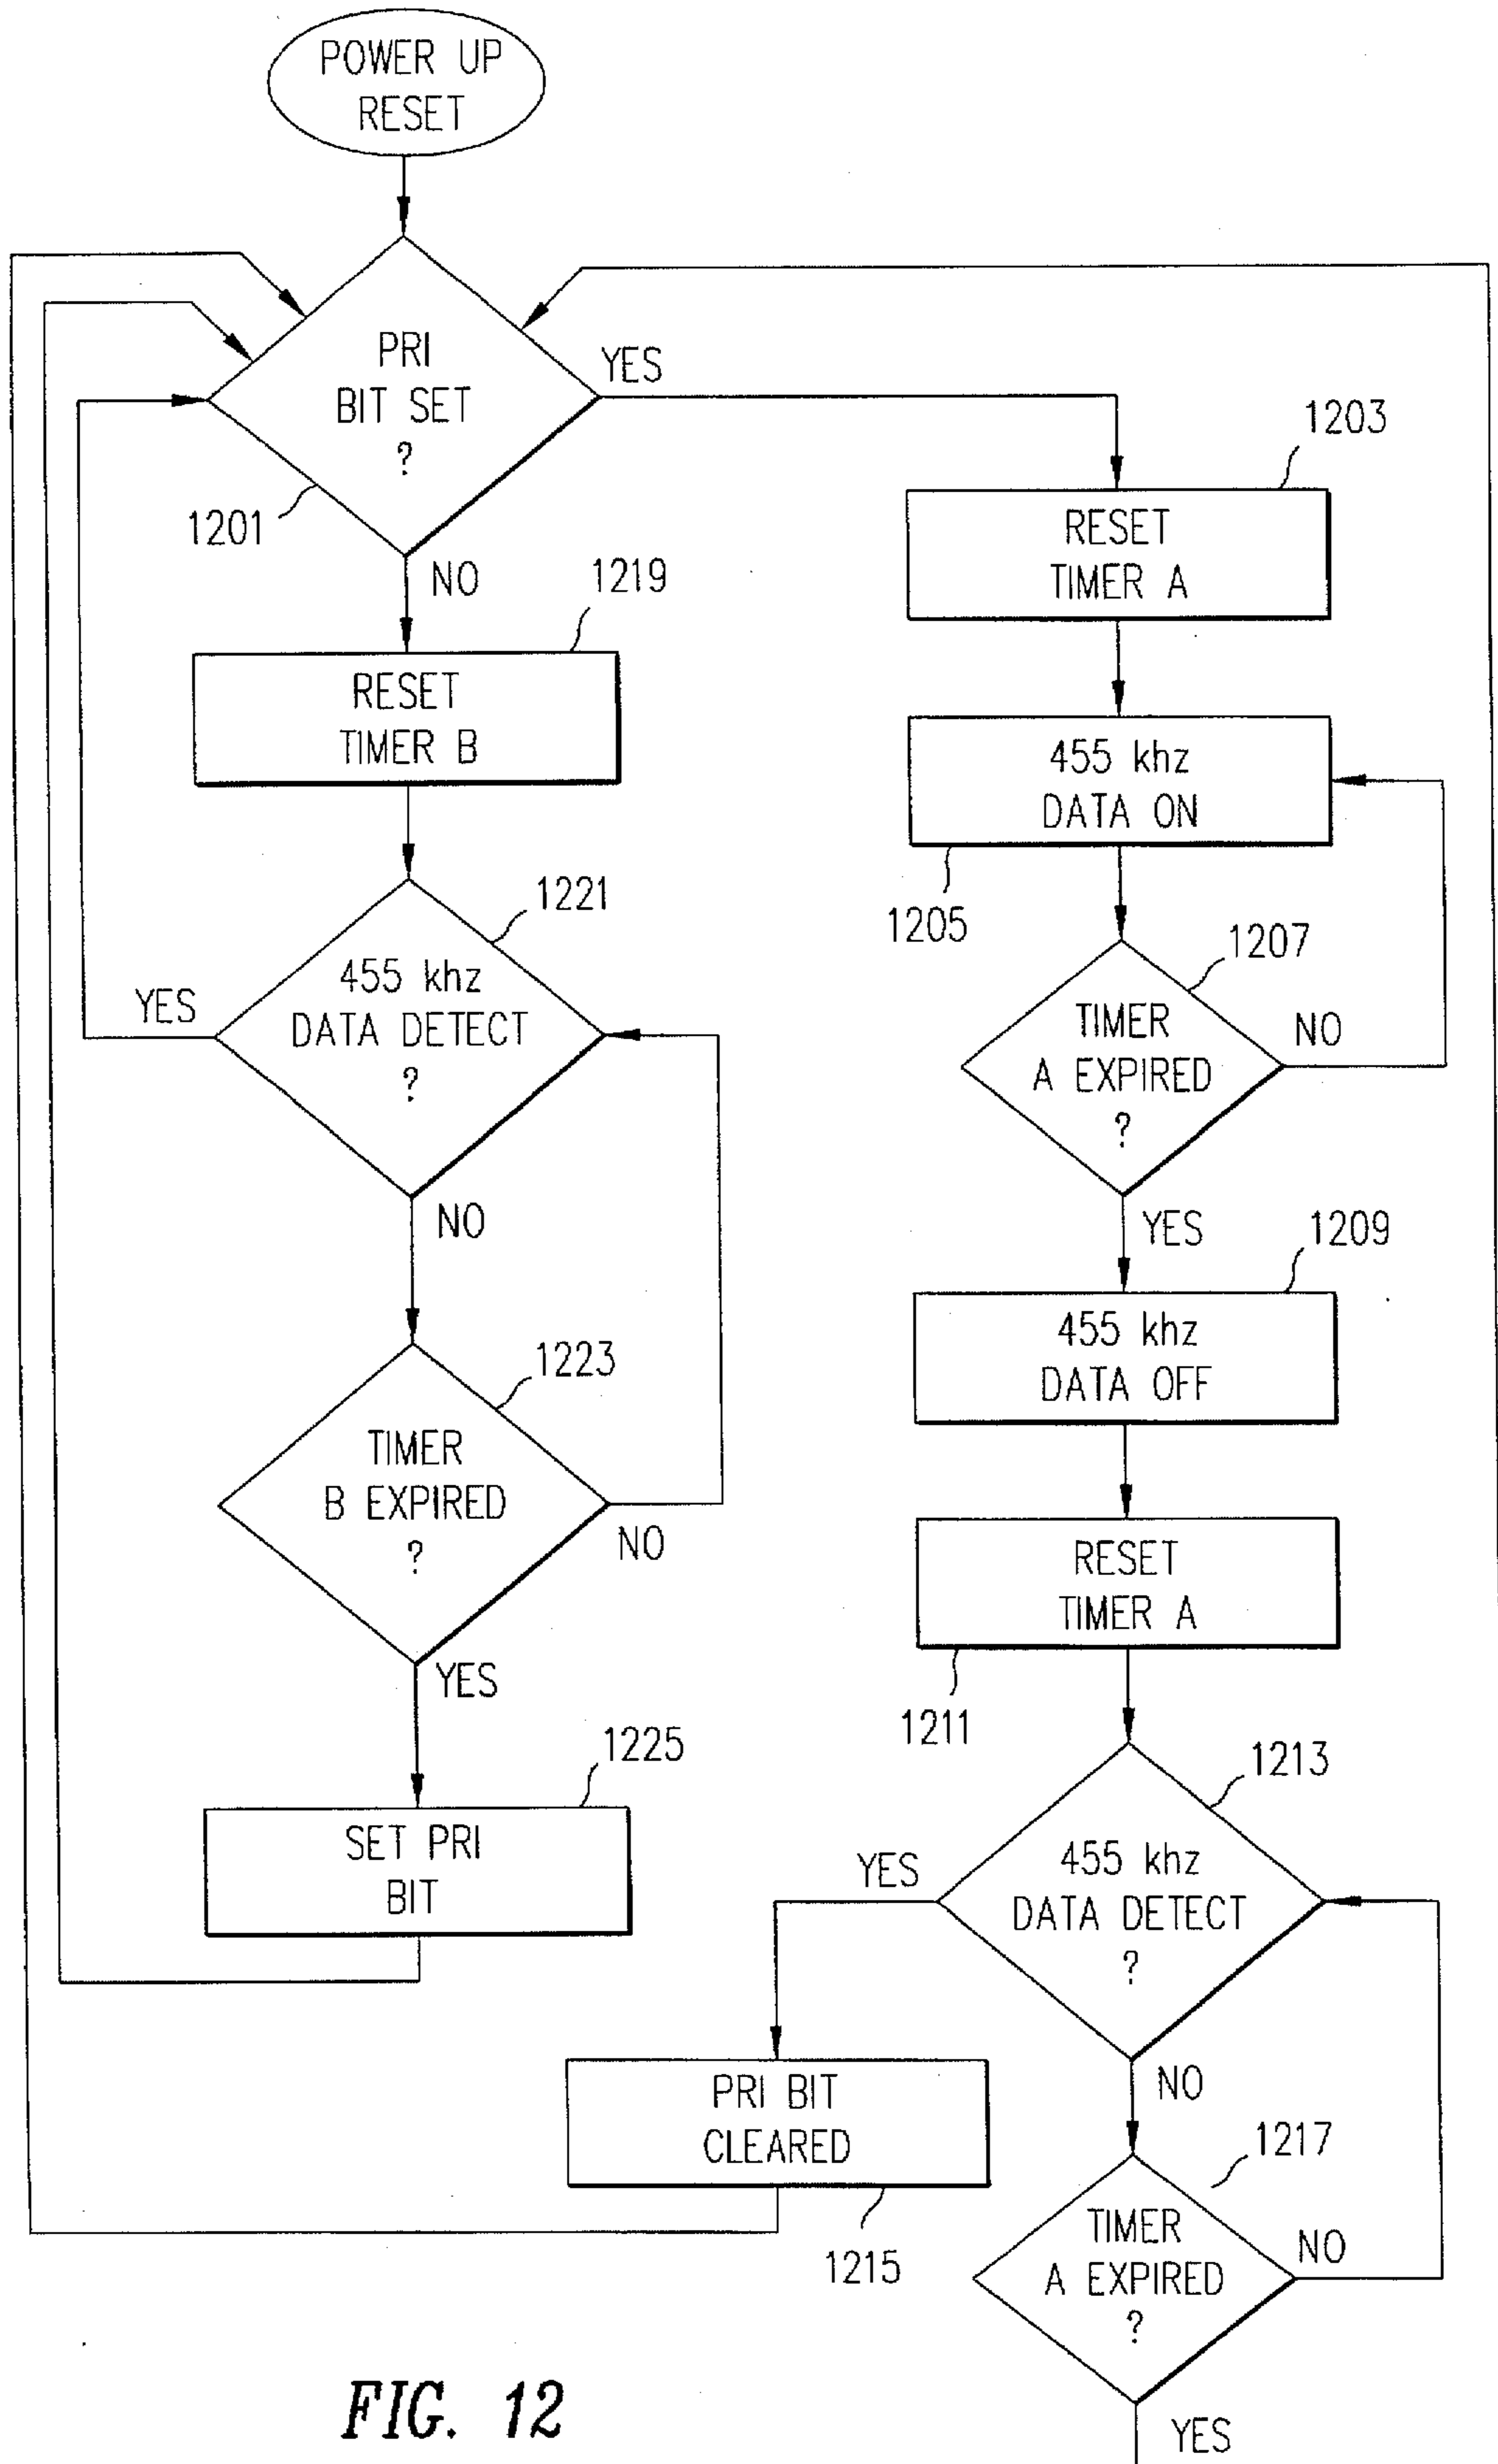 POWER UP
RESET
PRI
BIT SET
?
YES
1201
NO
1203
RESET
TIMER A
1219
RESET
TIMER B
455 khz
DATA ON
1205
1221
455 khz
DATA DETECT
?
YES
NO
1207
TIMER
A EXPIRED
?
NO
YES
1209
455 khz
DATA OFF
1223
TIMER
B EXPIRED
?
NO
YES
RESET
TIMER A
1211
1225
SET PRI
BIT
1213
455 khz
DATA DETECT
?
YES
NO
PRI BIT
CLEARED
1215
1217
TIMER
A EXPIRED
?
NO
YES
FIG. 12